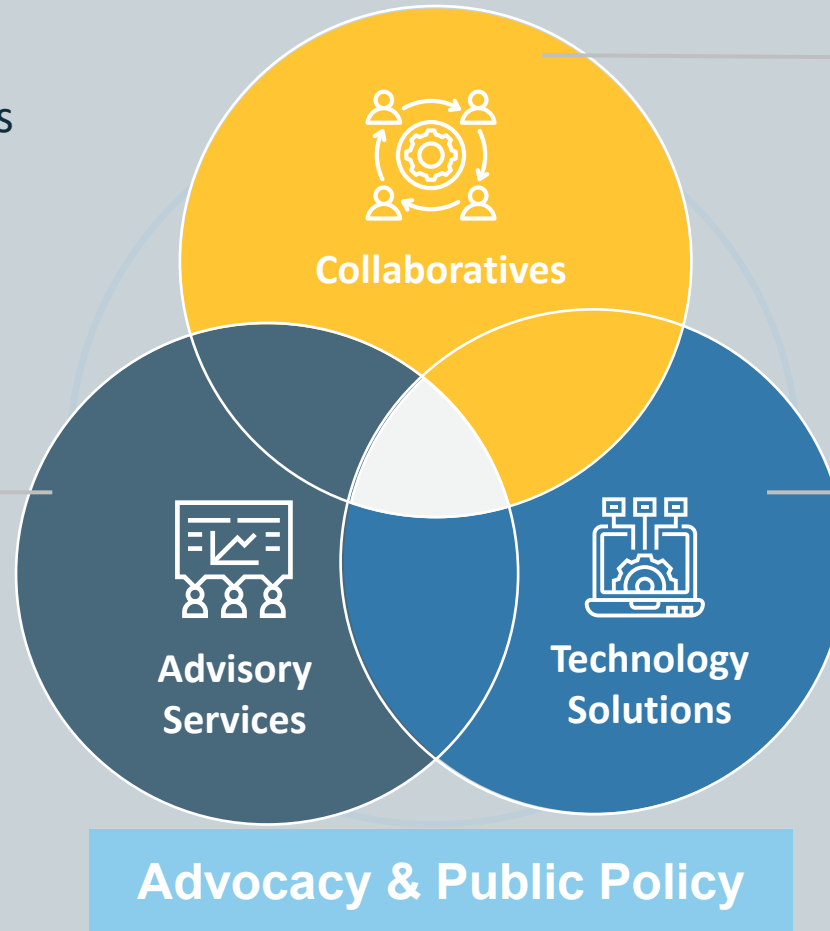 s
Collaboratives
Advisory
Services
Technology
Solutions
Advocacy & Public Policy